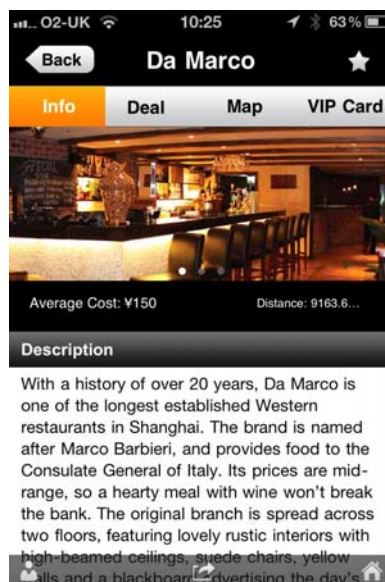 O2-UK 10:25 63%
Back Da Marco
Info Deal Map VIP Card
Average Cost: ¥150 Distance: 9163.6...
Description
With a history of over 20 years, Da Marco is
one of the longest established Western
restaurants in Shanghai. The brand is named
after Marco Barbieri, and provides food to the
Consulate General of Italy. Its prices are mid-
range, so a hearty meal with wine won't break
the bank. The original branch is spread across
two floors, featuring lovely rustic interiors with
high-beamed ceilings, suede chairs, yellow
walls and a blackboard advertising the day's